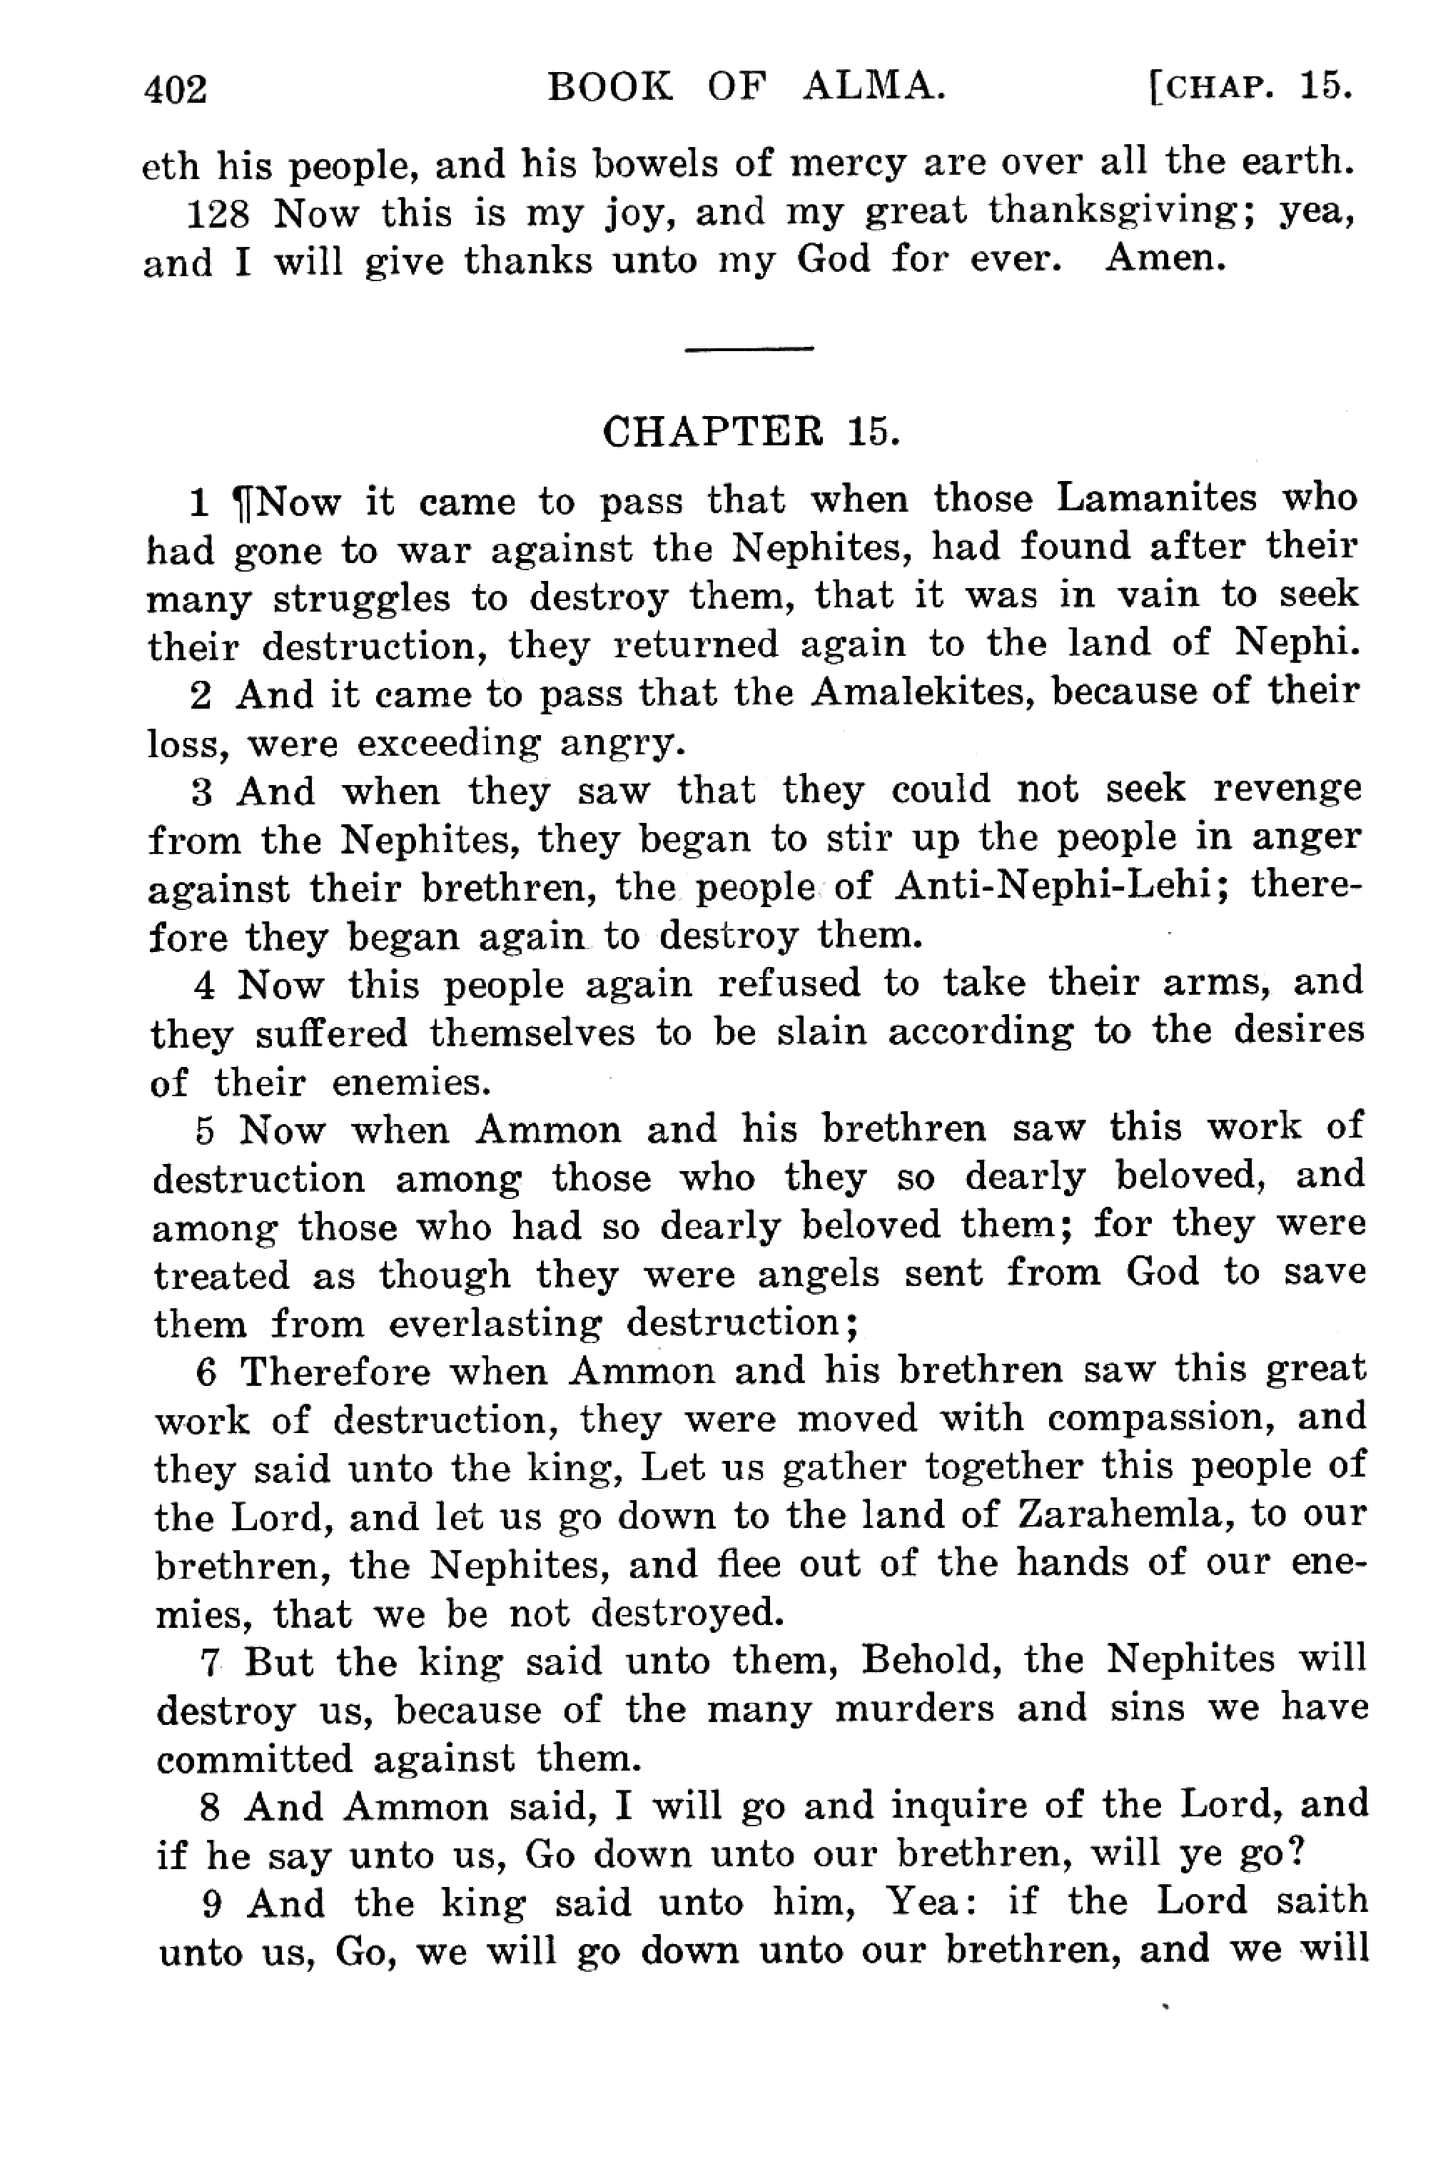 402 BOOK OF ALMA. [CHAP. 15.
eth his people, and his bowels of mercy are over all the earth.
128 Now this is my joy, and my great thanksgiving; yea,
and I will give thanks unto my God for ever. Amen.
CHAPTER 15.
1 ¶Now it came to pass that when those Lamanites who
had gone to war against the Nephites, had found after their
many struggles to destroy them, that it was in vain to seek
their destruction, they returned again to the land of Nephi.
2 And it came to pass that the Amalekites, because of their
loss, were exceeding angry.
3 And when they saw that they could not seek revenge
from the Nephites, they began to stir up the people in anger
against their brethren, the people of Anti-Nephi-Lehi; there-
fore they began again to destroy them.
4 Now this people again refused to take their arms, and
they suffered themselves to be slain according to the desires
of their enemies.
5 Now when Ammon and his brethren saw this work of
destruction among those who they so dearly beloved, and
among those who had so dearly beloved them; for they were
treated as though they were angels sent from God to save
them from everlasting destruction;
6 Therefore when Ammon and his brethren saw this great
work of destruction, they were moved with compassion, and
they said unto the king, Let us gather together this people of
the Lord, and let us go down to the land of Zarahemla, to our
brethren, the Nephites, and flee out of the hands of our ene-
mies, that we be not destroyed.
7 But the king said unto them, Behold, the Nephites will
destroy us, because of the many murders and sins we have
committed against them.
8 And Ammon said, I will go and inquire of the Lord, and
if he say unto us, Go down unto our brethren, will ye go?
9 And the king said unto him, Yea: if the Lord saith
unto us, Go, we will go down unto our brethren, and we will